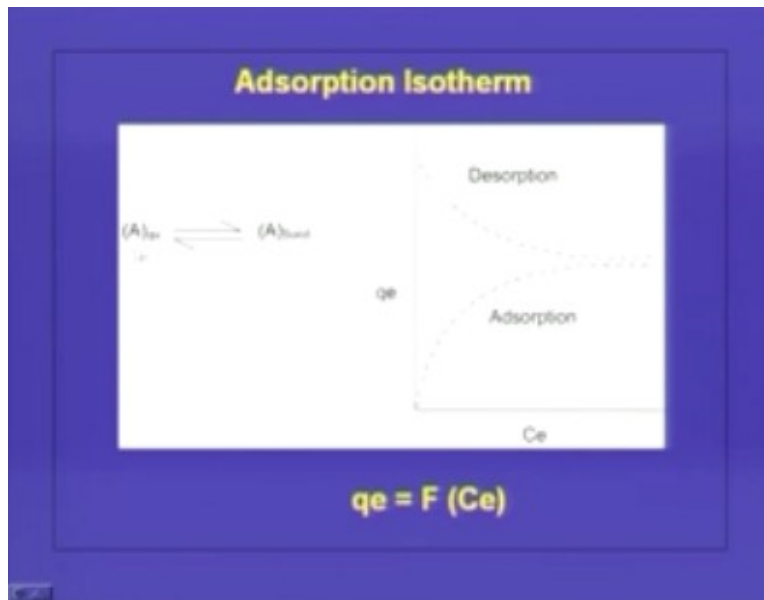 Adsorption Isotherm
Desorption
(A) (A)
qe
Adsorption
Ce
qe = F (Ce)